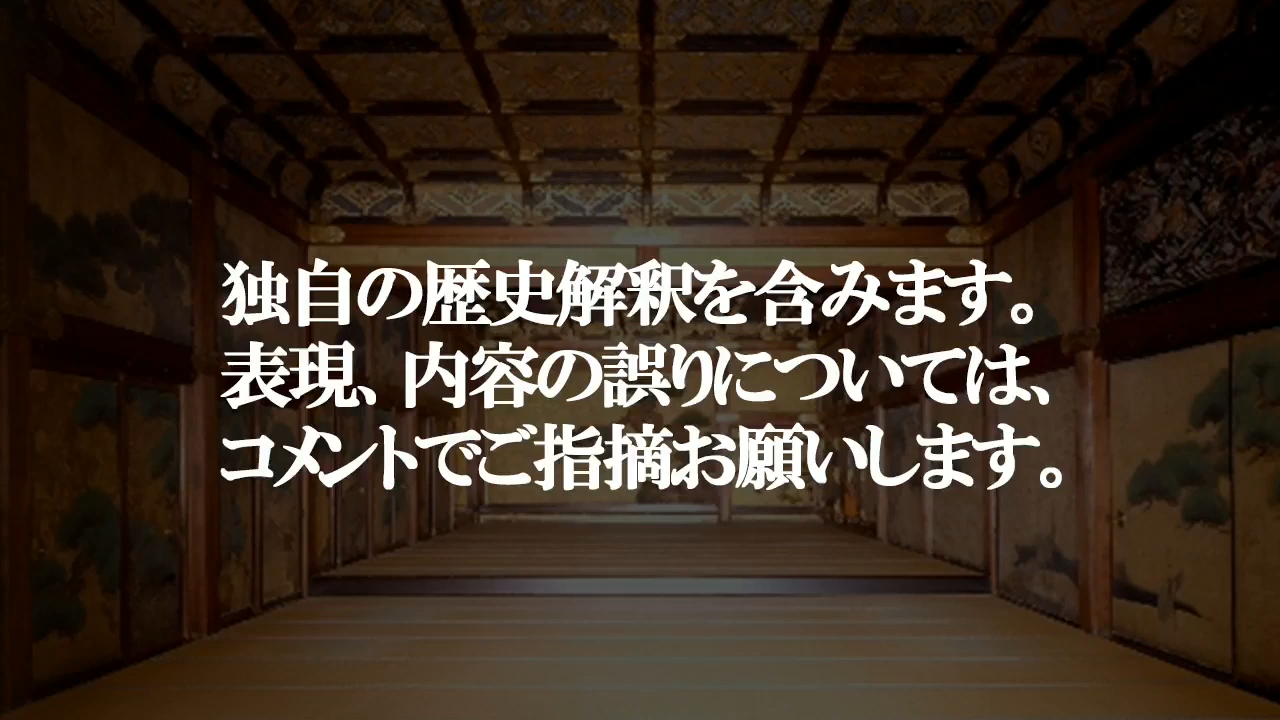 独自の歴史解釈を含みます。
表現、内容の誤りについては、
コメントでご指摘お願いします。